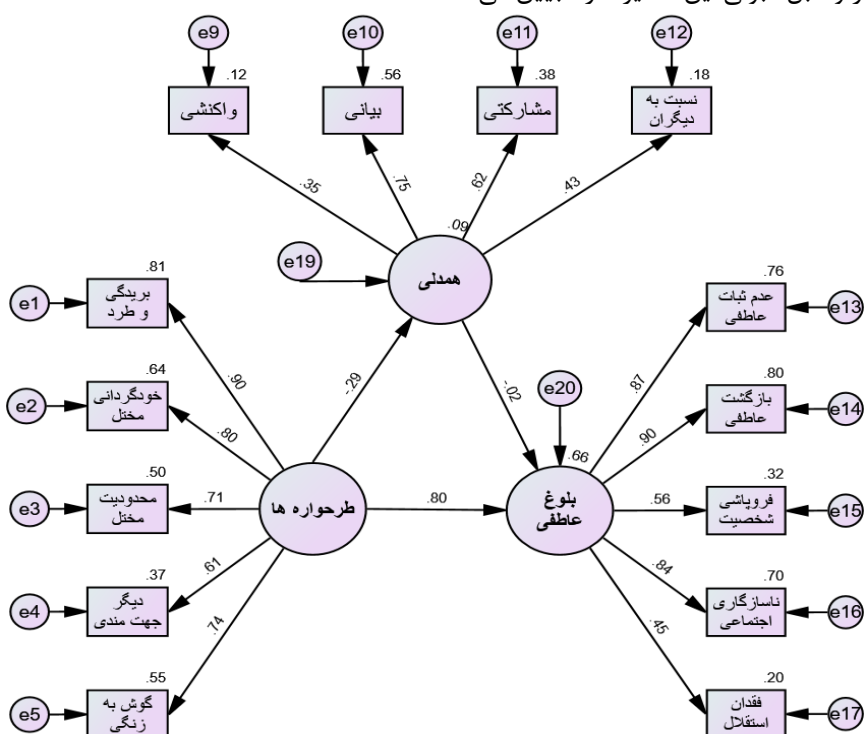 e9
e10
e11
e12
.12
.56
.38
.18
واکنشی
بیانی
مشارکتی
نسبت به
دیگران
.35
.75
.62
.43
.09
e19
همدلی
.81
e1
بریدگی
و طرد
.90
.64
e2
خودگردانی
مختل
.80
.50
e3
محدودیت
مختل
.71
.37
e4
دیگر
جهت مندی
.61
.55
e5
گوش به
زنگی
.74
طرحواره ها
-.29
.80
-.02
e20
.66
بلوغ
عاطفی
.76
عدم ثبات
عاطفی
e13
.87
.80
بازگشت
عاطفی
e14
.90
.32
فروپاشی
شخصیت
e15
.56
.70
ناسازگاری
اجتماعی
e16
.84
.20
فقدان
استقلال
e17
.45